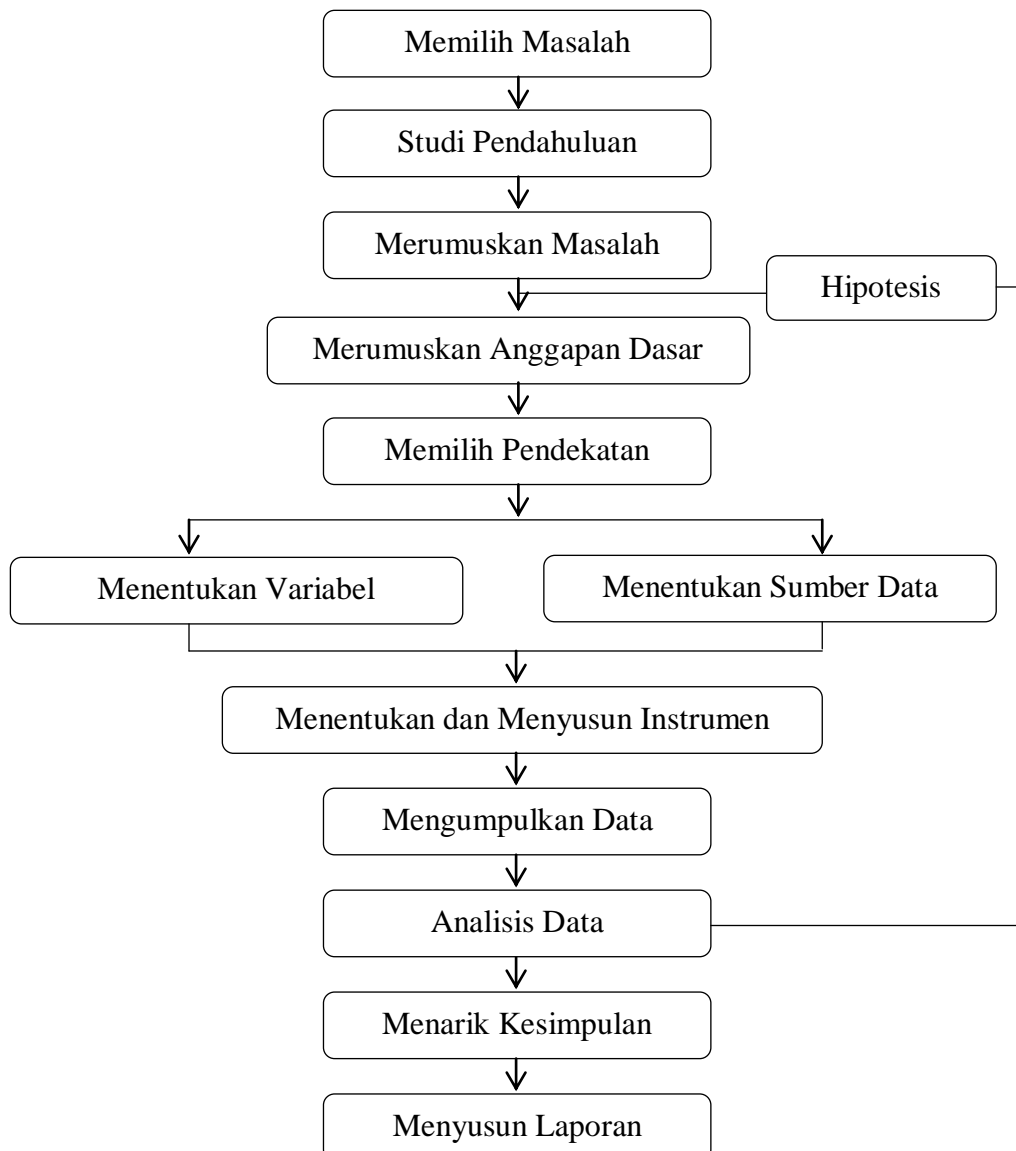 Memilih Masalah
Studi Pendahuluan
Merumuskan Masalah
Hipotesis
Merumuskan Anggapan Dasar
Memilih Pendekatan
Menentukan Variabel
Menentukan Sumber Data
Menentukan dan Menyusun Instrumen
Mengumpulkan Data
Analisis Data
Menarik Kesimpulan
Menyusun Laporan